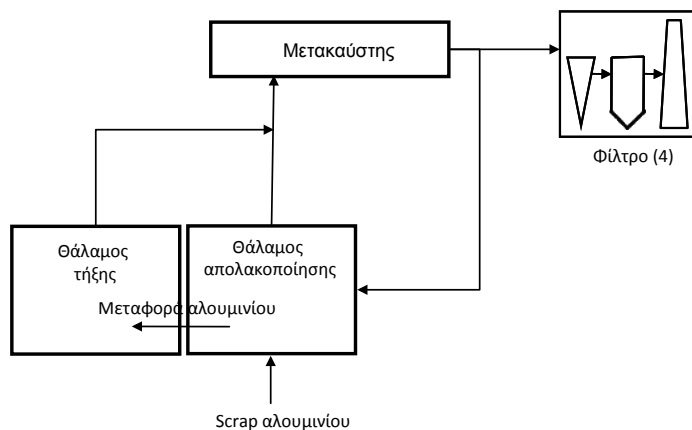 Μετακαύστης
Φίλτρο (4)
Θάλαμος
τήξης
Θάλαμος
απολακοποίησης
Μεταφορά αλουμινίου
Scrap αλουμινίου